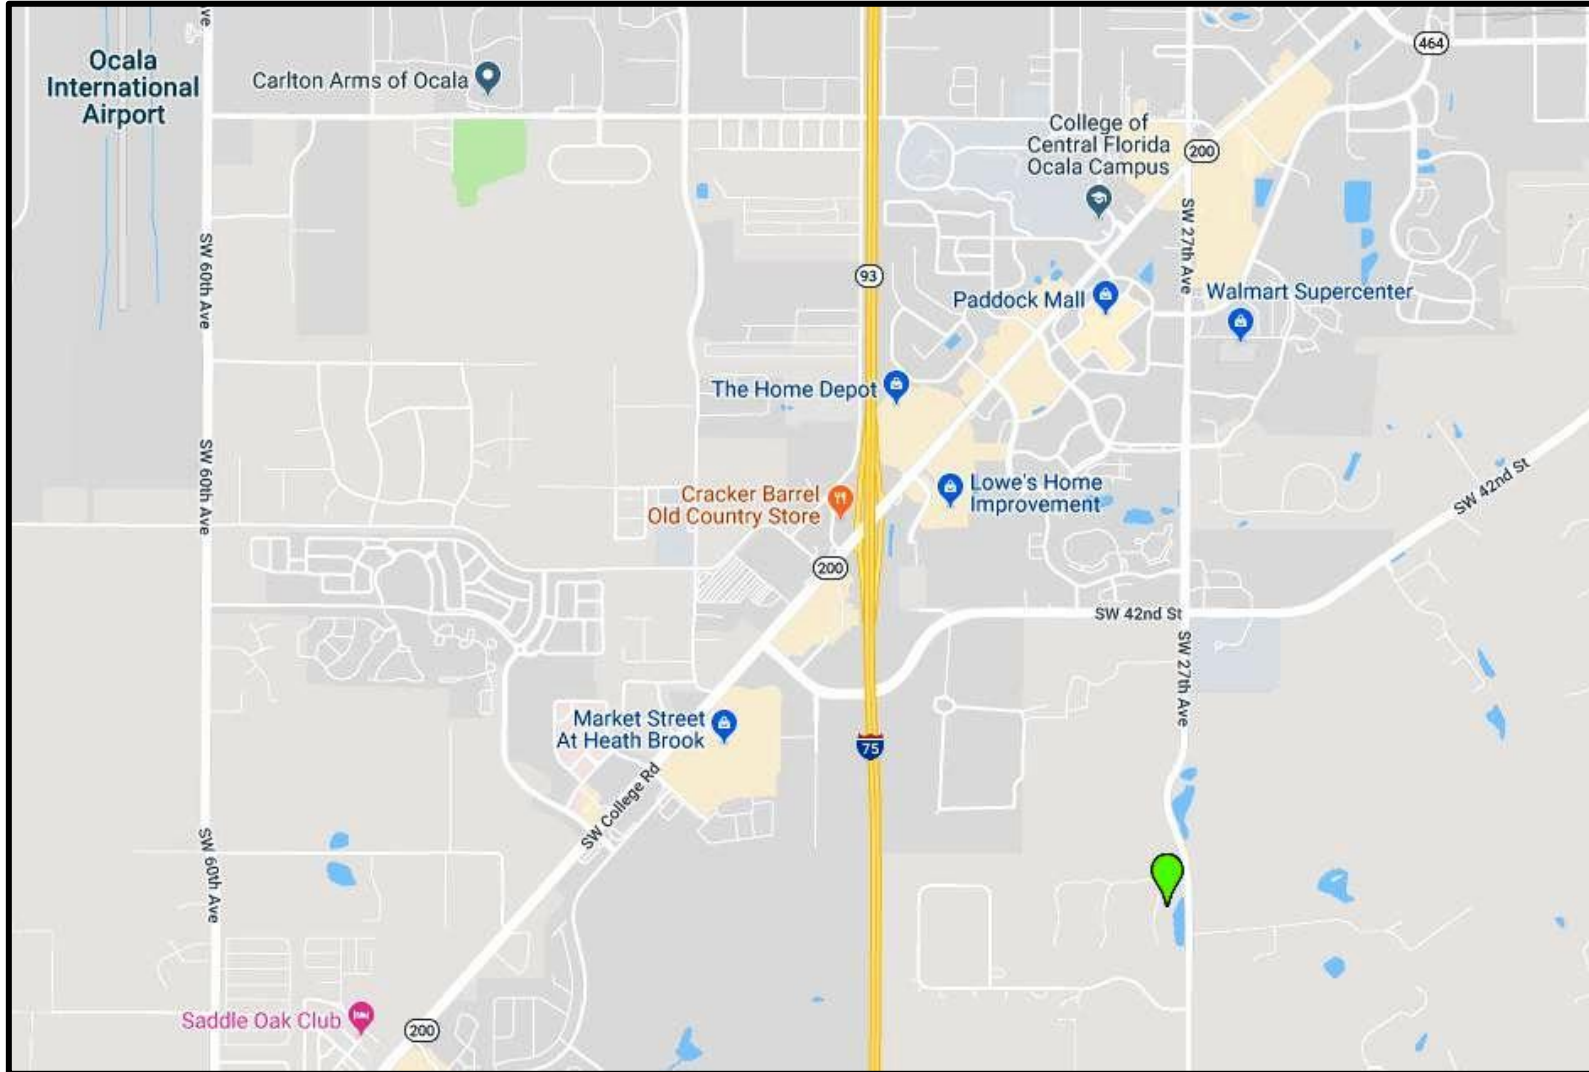 ve
Ocala
International
Airport
Carlton Arms of Ocala
464
College of
Central Florida
Ocala Campus
200
SW 60th Ave
SW 27th Ave
93
Paddock Mall
Walmart Supercenter
The Home Depot
SW 60th Ave
Cracker Barrel
Old Country Store
Lowe's Home
Improvement
SW 42nd St
200
SW 42nd St
SW 27th Ave
Market Street
At Heath Brook
75
SW College Rd
SW 60th Ave
Saddle Oak Club
200